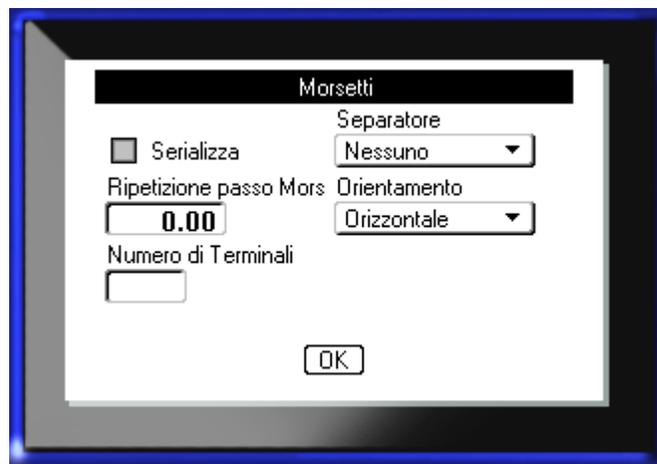 Morsetti
Separatore
Serializza
Nessuno
Ripetizione passo Mors
Orientamento
0.00
Orizzontale
Numero di Terminali
OK